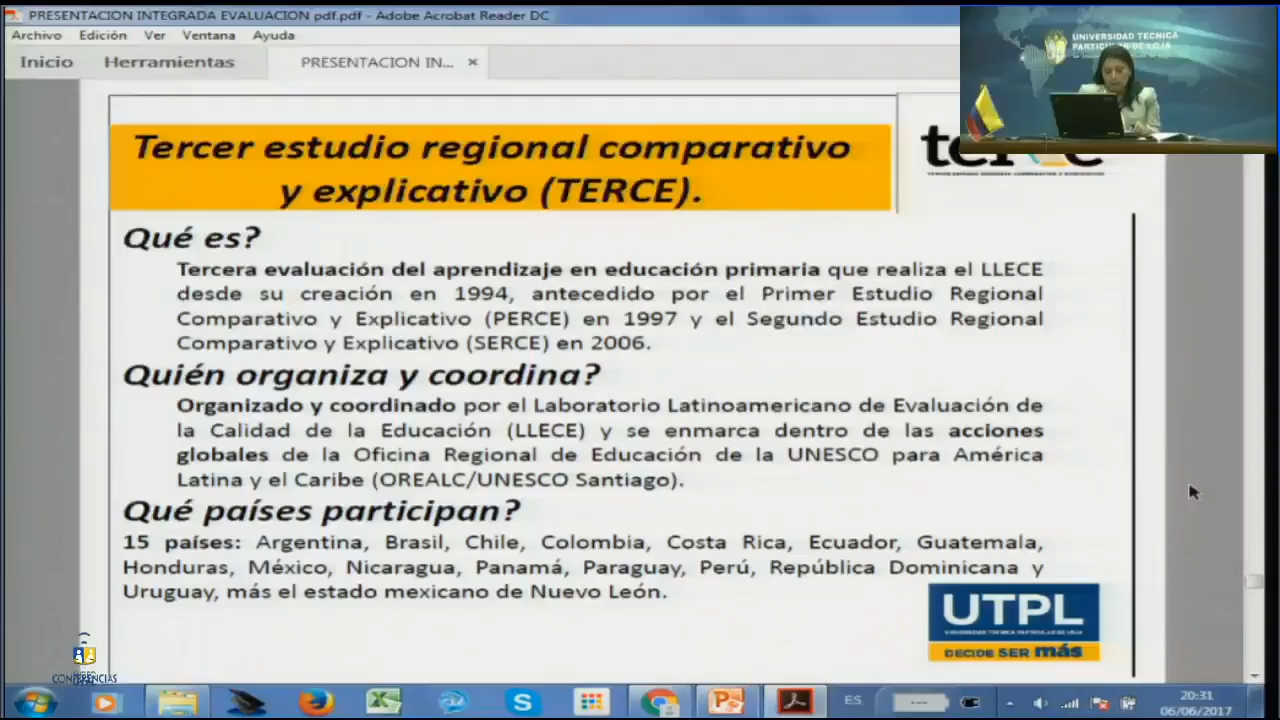 PRESENTACION INTEGRADA EVALUACION pdf.pdf - Adobe Acrobat Reader DC
Archivo Edición Ver Ventana Ayuda
Inicio Herramientas PRESENTACION IN... ×
UNIVERSIDAD TÉCNICA
PARTICULAR DE LOJA
Tercer estudio regional comparativo
y explicativo (TERCE).
Qué es?
Tercera evaluación del aprendizaje en educación primaria que realiza el LLECE
desde su creación en 1994, antecedido por el Primer Estudio Regional
Comparativo y Explicativo (PERCE) en 1997 y el Segundo Estudio Regional
Comparativo y Explicativo (SERCE) en 2006.
Quién organiza y coordina?
Organizado y coordinado por el Laboratorio Latinoamericano de Evaluación de
la Calidad de la Educación (LLECE) y se enmarca dentro de las acciones
globales de la Oficina Regional de Educación de la UNESCO para América
Latina y el Caribe (OREALC/UNESCO Santiago).
Qué países participan?
15 países: Argentina, Brasil, Chile, Colombia, Costa Rica, Ecuador, Guatemala,
Honduras, México, Nicaragua, Panamá, Paraguay, Perú, República Dominicana y
Uruguay, más el estado mexicano de Nuevo León.
UTPL
UNIVERSIDAD TÉCNICA PARTICULAR DE LOJA
DECIDE SER más
CONFERENCIAS
ES
20:31
06/06/2017